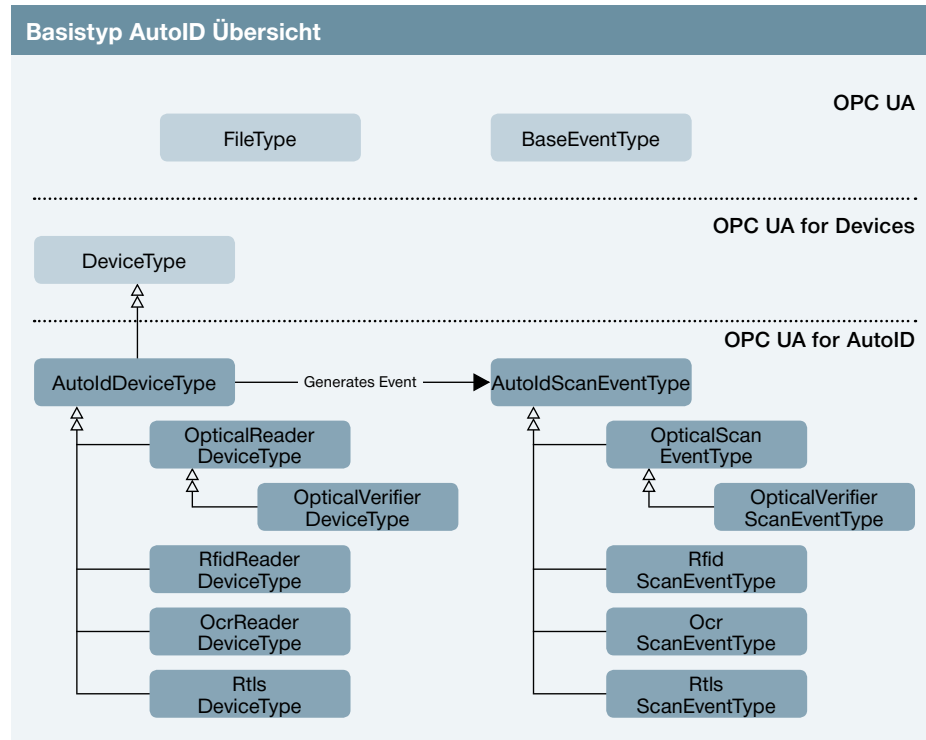 Basistyp AutoID Übersicht
OPC UA
FileType
BaseEventType
OPC UA for Devices
DeviceType
OPC UA for AutoID
AutoIdDeviceType
Generates Event
AutoIdScanEventType
OpticalReader
DeviceType
OpticalVerifier
DeviceType
RfidReader
DeviceType
OcrReader
DeviceType
Rtls
DeviceType
OpticalScan
EventType
OpticalVerifier
ScanEventType
Rfid
ScanEventType
Ocr
ScanEventType
Rtls
ScanEventType